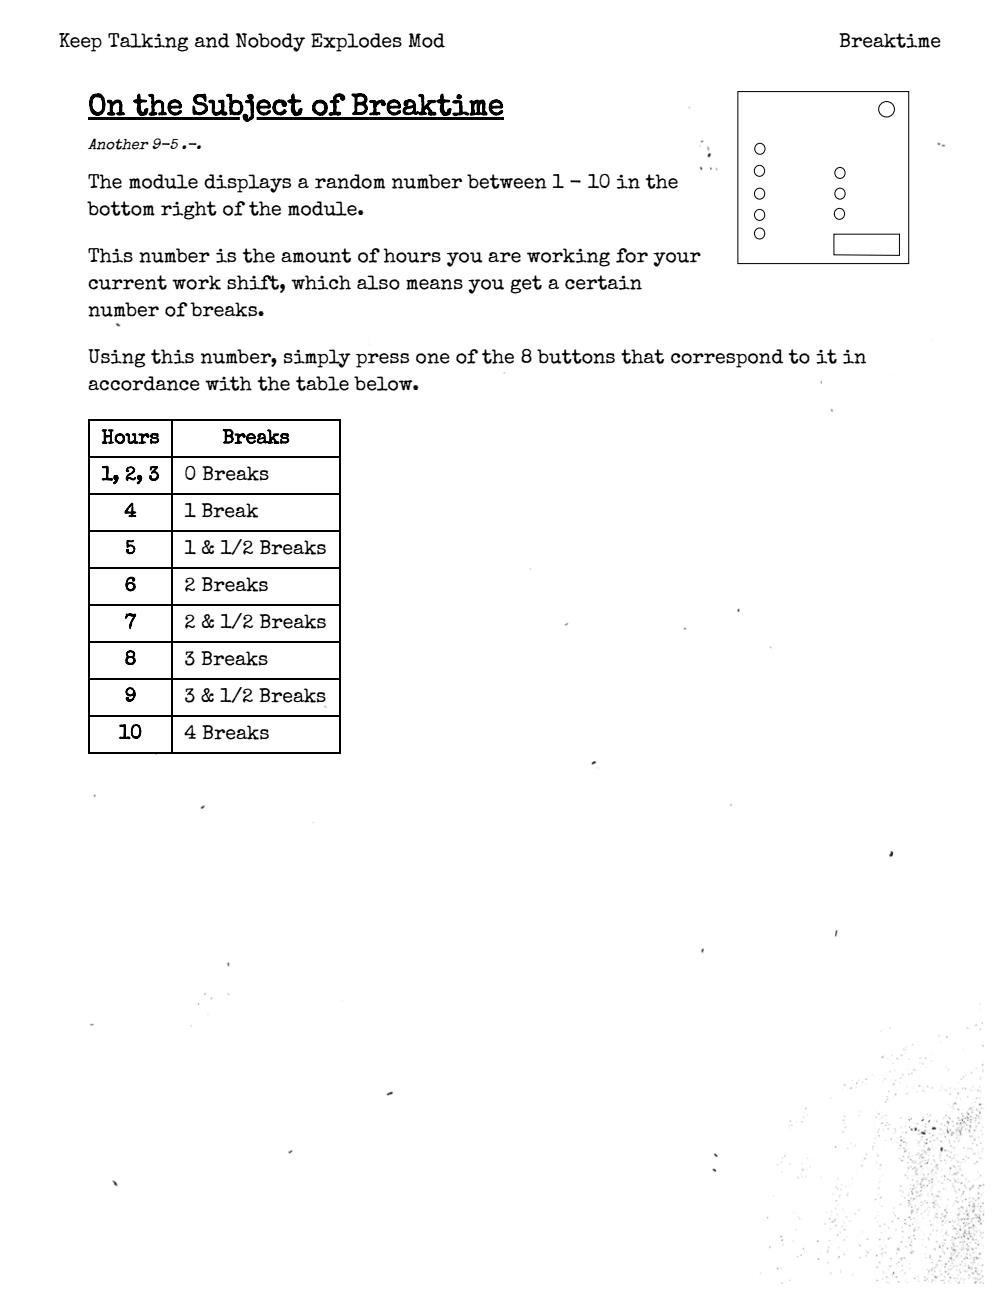 Keep Talking and Nobody Explodes Mod
Breaktime
On the Subject of Breaktime
Another 9-5 .-.
The module displays a random number between 1 - 10 in the
bottom right of the module.
This number is the amount of hours you are working for your
current work shift, which also means you get a certain
number of breaks.
Using this number, simply press one of the 8 buttons that correspond to it in
accordance with the table below.
Hours Breaks
1, 2, 3 0 Breaks
4 1 Break
5 1 & 1/2 Breaks
6 2 Breaks
7 2 & 1/2 Breaks
8 3 Breaks
9 3 & 1/2 Breaks
10 4 Breaks